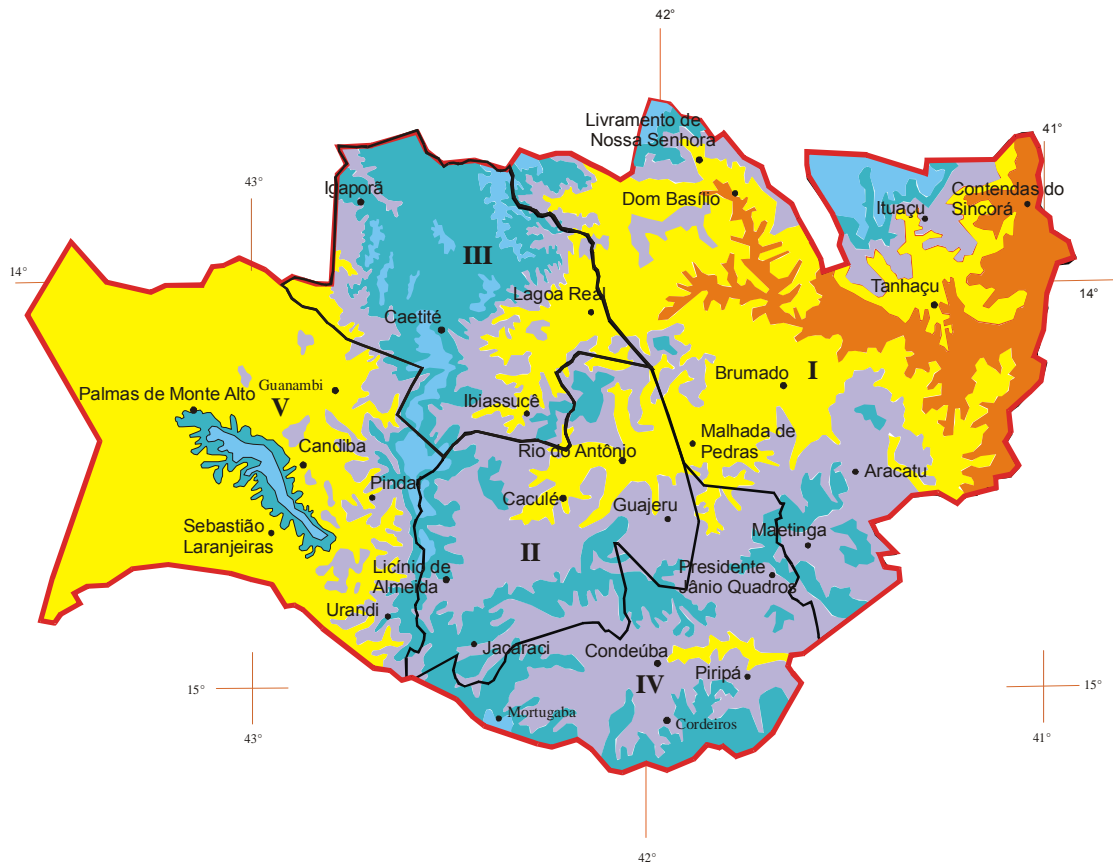 42°
Livramento de
Nossa Senhora
41°
43°
Igaporã
Dom Basílio
Contendas do
Sincorá
Ituaçu
III
14°
14°
Lagoa Real
Tanhaçu
Caetité
Brumado
I
Guanambi
Palmas de Monte Alto
V
Ibiassucê
Malhada de
Pedras
Rio do Antônio
Candiba
Aracatu
Pindaí
Caculé
Guajeru
Sebastião
Laranjeiras
Maetinga
II
Licínio de
Almeida
Presidente
Jânio Quadros
Urandi
Jacaraci
Condeúba
Piripá
IV
15°
15°
Mortugaba
Cordeiros
43°
41°
42°